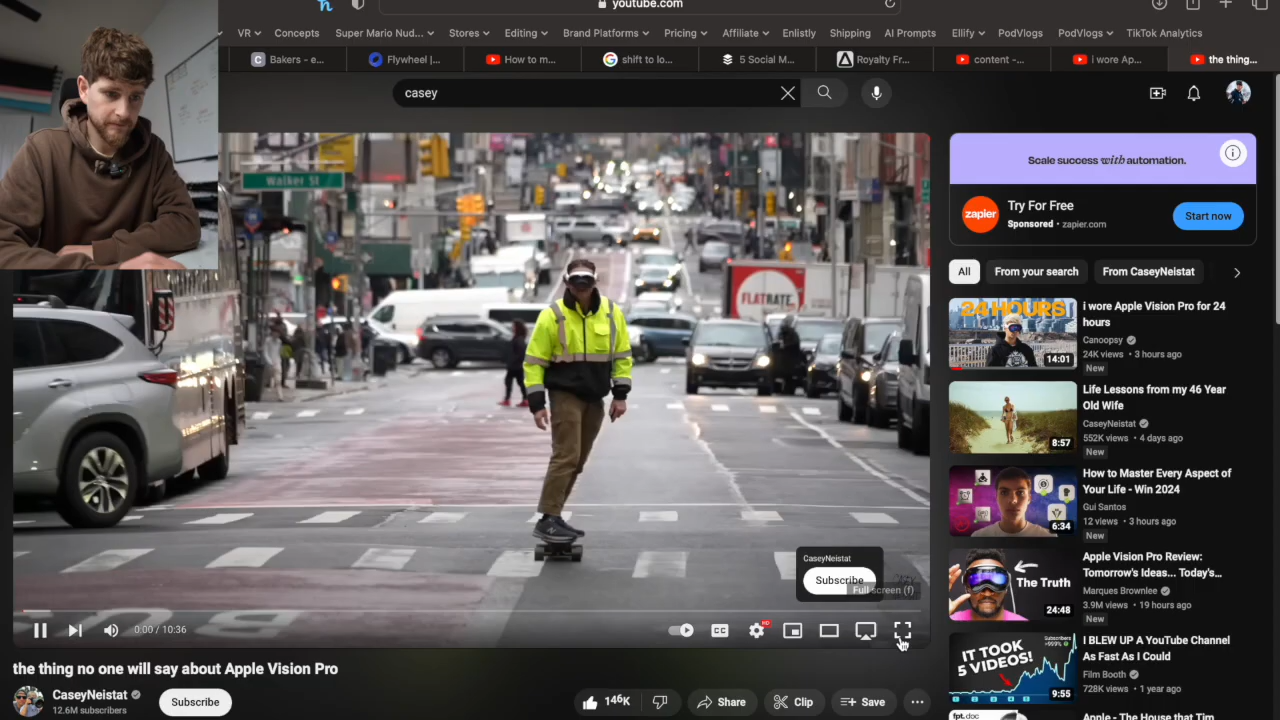 youtube.com
VR
Concepts
Super Mario Nud...
Stores
Editing
Brand Platforms
Pricing
Affiliate
Enlistly
Shipping
AI Prompts
Ellify
PodVlogs
PodVlogs
TikTok Analytics
Bakers - e...
Flywheel |...
How to m...
shift to lo...
5 Social M...
Royalty Fr...
content -...
i wore Ap...
the thing...
casey
Walker St
FLATRATE
CaseyNeistat
Subscribe
Full screen (f)
0:00 / 10:36
CC
HD
the thing no one will say about Apple Vision Pro
CaseyNeistat
12.6M subscribers
Subscribe
146K
Share
Clip
Save
Scale success with automation.
zapier
Try For Free
Sponsored • zapier.com
Start now
All
From your search
From CaseyNeistat
24 HOURS
14:01
i wore Apple Vision Pro for 24
hours
Canoopsy
24K views • 3 hours ago
New
8:57
Life Lessons from my 46 Year
Old Wife
CaseyNeistat
552K views • 4 days ago
New
6:34
How to Master Every Aspect of
Your Life - Win 2024
Gui Santos
12 views • 3 hours ago
New
The Truth
24:48
Apple Vision Pro Review:
Tomorrow's Ideas... Today's...
Marques Brownlee
3.9M views • 19 hours ago
New
IT TOOK
5 VIDEOS!
Subscribers
+999%
9:55
I BLEW UP A YouTube Channel
As Fast As I Could
Film Booth
728K views • 1 year ago
fpt.doc
Apple - The House that Tim